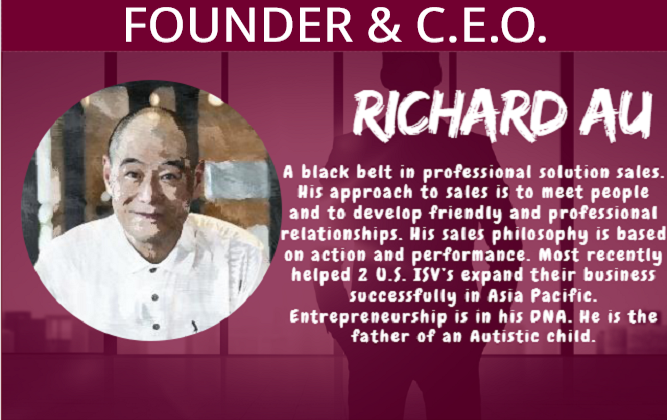 FOUNDER & C.E.O.
RICHARD AU
A black belt in professional solution sales.
His approach to sales is to meet people
and to develop friendly and professional
relationships. His sales philosophy is based
on action and performance. Most recently
helped 2 U.S. ISV's expand their business
successfully in Asia Pacific.
Entrepreneurship is in his DNA. He is the
father of an Autistic child.